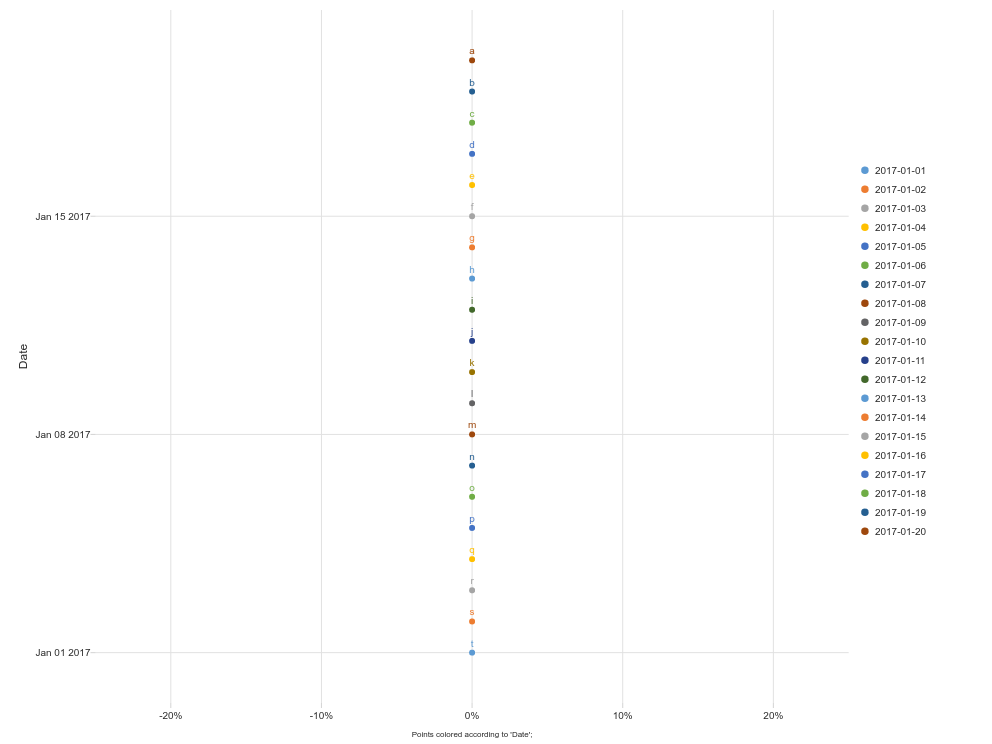 a
b
c
d
e
Jan 15 2017
f
g
h
i
j
k
l
Jan 08 2017
m
n
o
p
q
r
s
Jan 01 2017
t
Date
-20%
-10%
0%
10%
20%
Points colored according to 'Date';
2017-01-01
2017-01-02
2017-01-03
2017-01-04
2017-01-05
2017-01-06
2017-01-07
2017-01-08
2017-01-09
2017-01-10
2017-01-11
2017-01-12
2017-01-13
2017-01-14
2017-01-15
2017-01-16
2017-01-17
2017-01-18
2017-01-19
2017-01-20